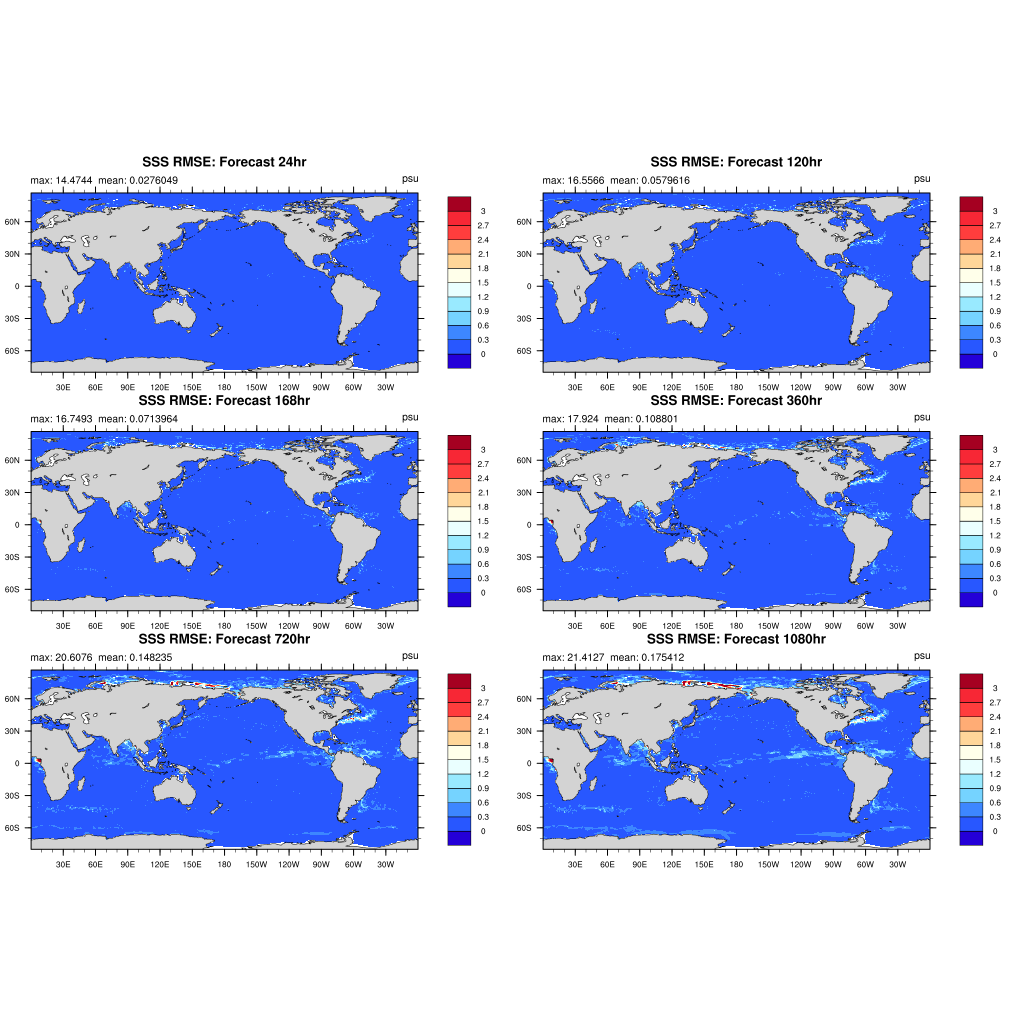 SSS RMSE: Forecast 24hr
max: 14.4744 mean: 0.0276049 psu
60N
30N
0
30S
60S
30E 60E 90E 120E 150E 180 150W 120W 90W 60W 30W
3
2.7
2.4
2.1
1.8
1.5
1.2
0.9
0.6
0.3
0
SSS RMSE: Forecast 120hr
max: 16.5566 mean: 0.0579616 psu
60N
30N
0
30S
60S
30E 60E 90E 120E 150E 180 150W 120W 90W 60W 30W
3
2.7
2.4
2.1
1.8
1.5
1.2
0.9
0.6
0.3
0
SSS RMSE: Forecast 168hr
max: 16.7493 mean: 0.0713964 psu
60N
30N
0
30S
60S
30E 60E 90E 120E 150E 180 150W 120W 90W 60W 30W
3
2.7
2.4
2.1
1.8
1.5
1.2
0.9
0.6
0.3
0
SSS RMSE: Forecast 360hr
max: 17.924 mean: 0.108801 psu
60N
30N
0
30S
60S
30E 60E 90E 120E 150E 180 150W 120W 90W 60W 30W
3
2.7
2.4
2.1
1.8
1.5
1.2
0.9
0.6
0.3
0
SSS RMSE: Forecast 720hr
max: 20.6076 mean: 0.148235 psu
60N
30N
0
30S
60S
30E 60E 90E 120E 150E 180 150W 120W 90W 60W 30W
3
2.7
2.4
2.1
1.8
1.5
1.2
0.9
0.6
0.3
0
SSS RMSE: Forecast 1080hr
max: 21.4127 mean: 0.175412 psu
60N
30N
0
30S
60S
30E 60E 90E 120E 150E 180 150W 120W 90W 60W 30W
3
2.7
2.4
2.1
1.8
1.5
1.2
0.9
0.6
0.3
0